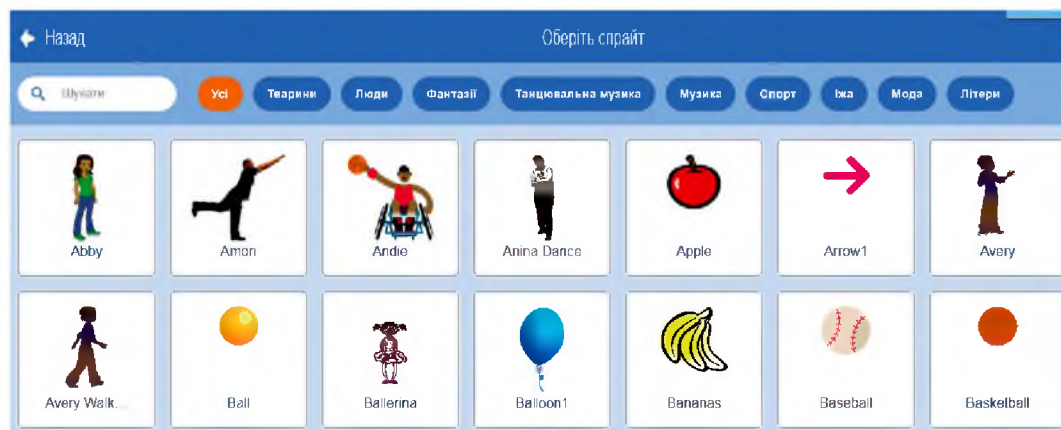 Назад Оберіть спрайт
Шукати Усі Тварини Люди Фантазії Танцювальна музика Музика Спорт Їжа Мода Літери
Abby Amon Andie Anina Dance Apple Arrow1 Avery
Avery Walk... Ball Ballerina Balloon1 Bananas Baseball Basketball